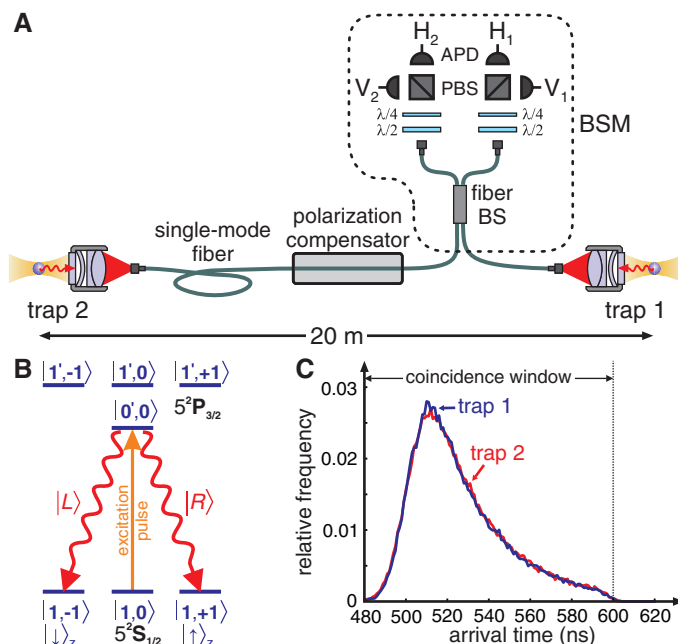 A
H₂ H₁
APD
V₂ PBS V₁
λ/4 λ/4
λ/2 λ/2
BSM
fiber
BS
single-mode
fiber
polarization
compensator
trap 2
trap 1
20 m
B
|1',-1⟩ |1',0⟩ |1',+1⟩
5²P₃/₂
|0',0⟩
|L⟩ |R⟩
excitation
pulse
|1,-1⟩ |1,0⟩ |1,+1⟩
|↓⟩z 5²S₁/₂ |↑⟩z
C
coincidence window
0.03
trap 1
trap 2
0.02
0.01
0
relative frequency
480 500 520 540 560 580 600 620
arrival time (ns)